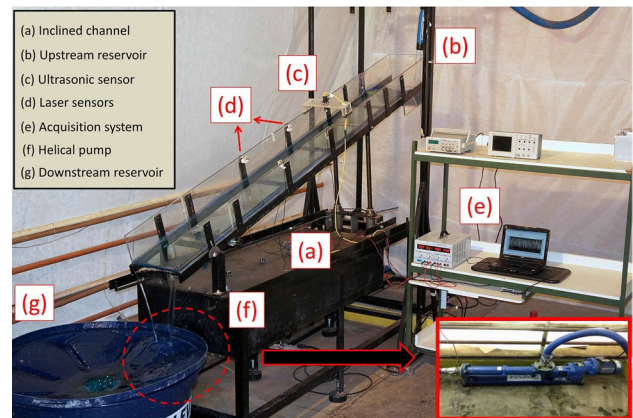 (a) Inclined channel
(b) Upstream reservoir
(c) Ultrasonic sensor
(d) Laser sensors
(e) Acquisition system
(f) Helical pump
(g) Downstream reservoir
(b)
(c)
(d)
(e)
(a)
(g)
(f)